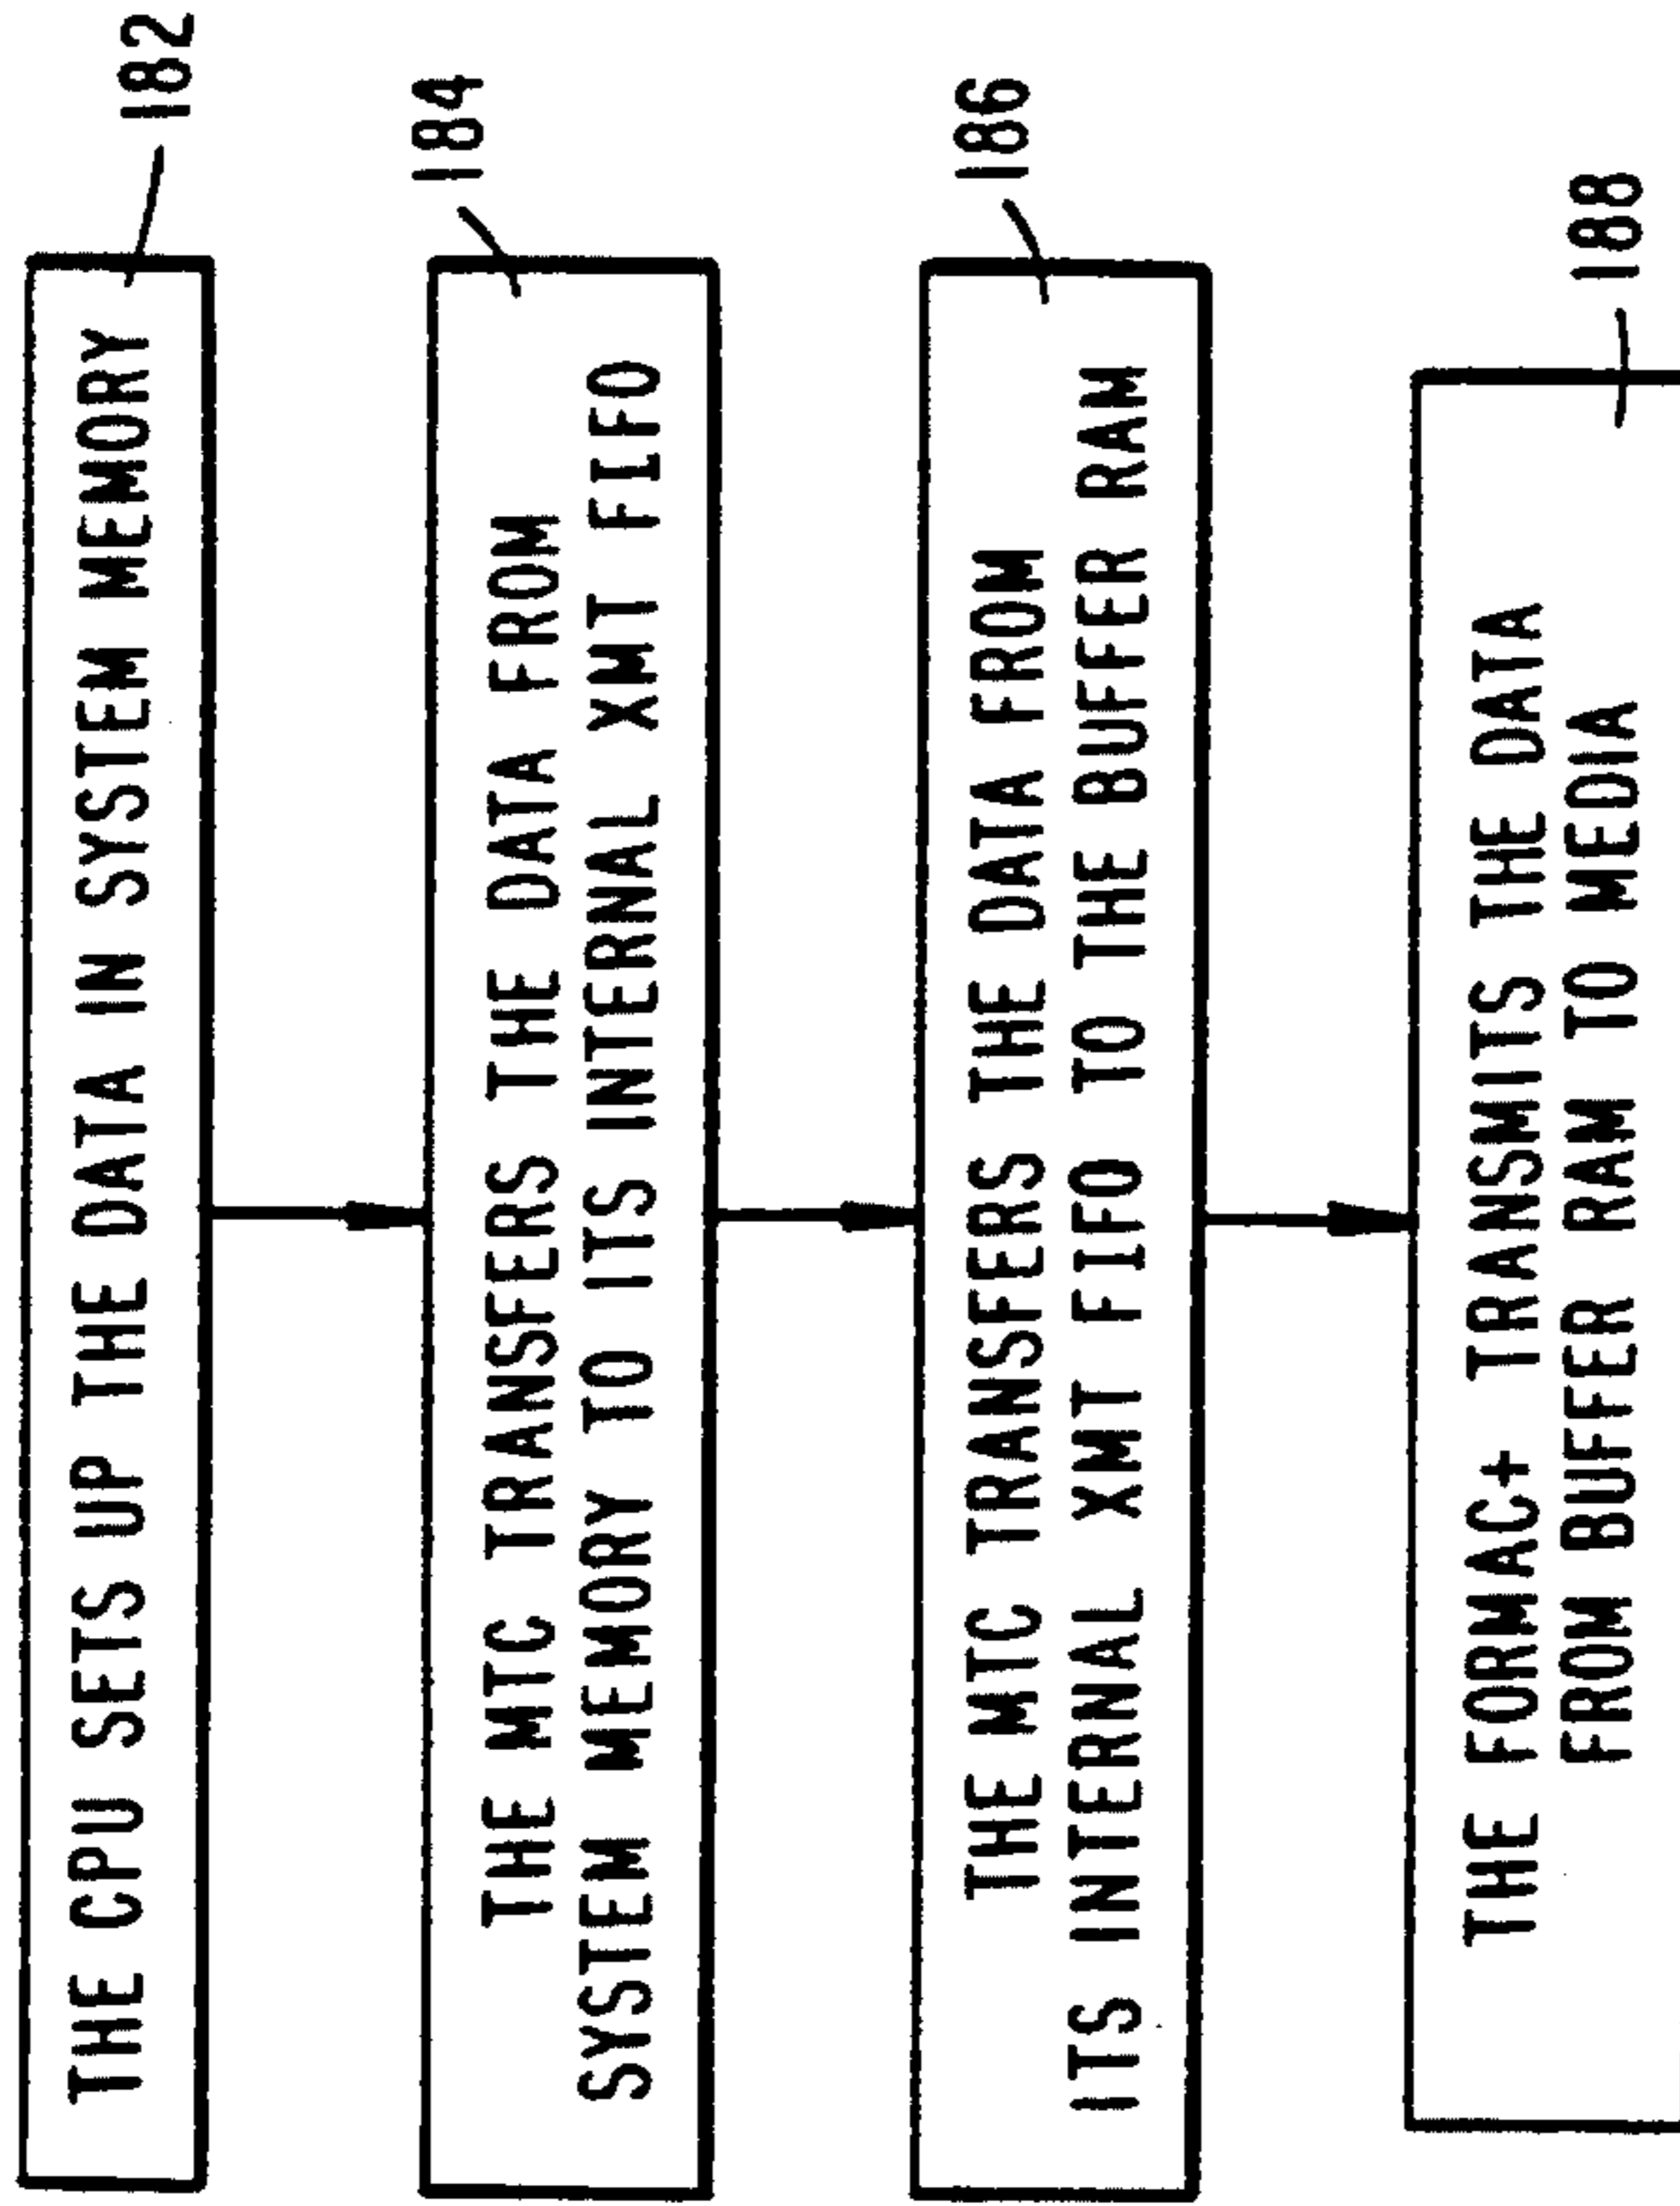 THE CPU SETS UP THE DATA IN SYSTEM MEMORY
182
THE MTC TRANSFERS THE DATA FROM
SYSTEM MEMORY TO ITS INTERNAL XMT FIFO
184
THE MTC TRANSFERS THE DATA FROM
ITS INTERNAL XMT FIFO TO THE BUFFER RAM
186
THE FORMAC+ TRANSMITS THE DATA
FROM BUFFER RAM TO MEDIA
188